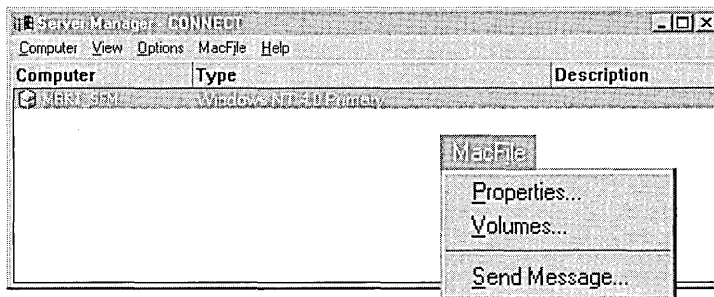 Server Manager - CONNECT
Computer View Options MacFile Help
Computer Type Description
MBRT_SFM Windows NT 4.0 Primary
MacFile
Properties...
Volumes...
Send Message...